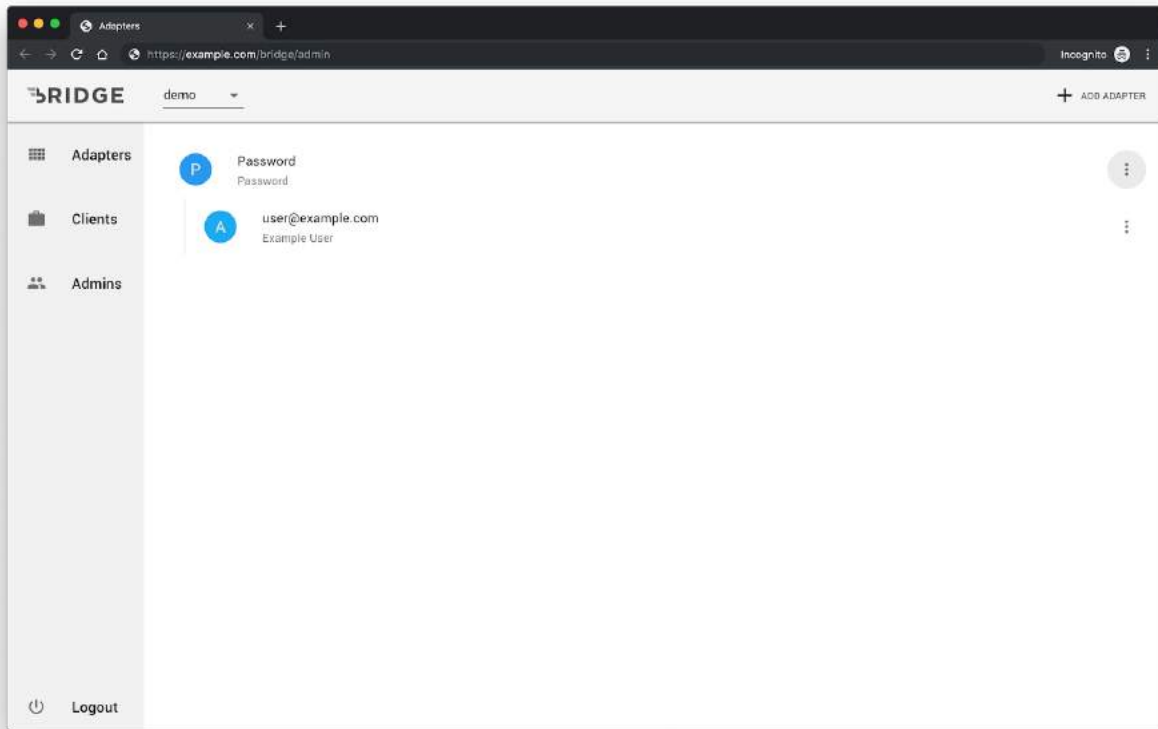 Adapters
https://example.com/bridge/admin
Incognito
BRIDGE
demo
ADD ADAPTER
Adapters
Clients
Admins
P
Password
Password
A
user@example.com
Example User
Logout